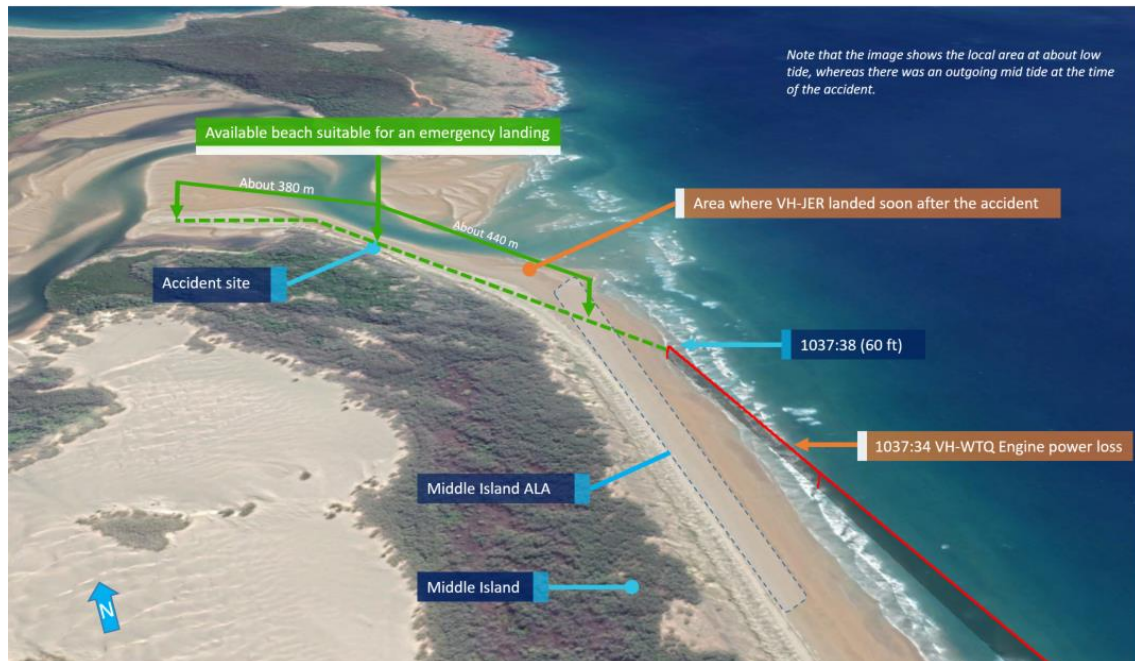 Note that the image shows the local area at about low
tide, whereas there was an outgoing mid tide at the time
of the accident.
Available beach suitable for an emergency landing
About 380 m
Area where VH-JER landed soon after the accident
About 440 m
Accident site
1037:38 (60 ft)
1037:34 VH-WTQ Engine power loss
Middle Island ALA
Middle Island
N